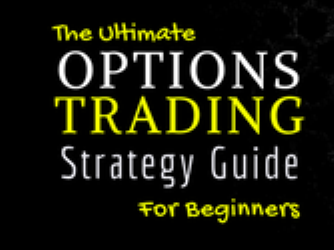 The Ultimate
OPTIONS
TRADING
Strategy Guide
For Beginners